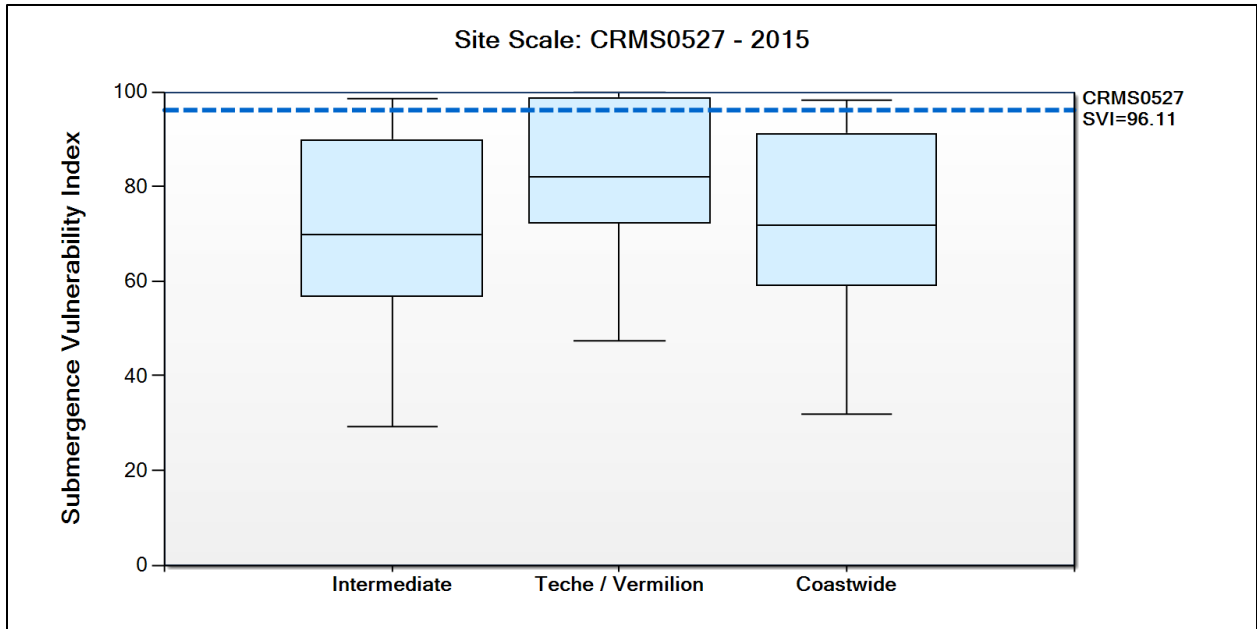 Site Scale: CRMS0527 - 2015
Submergence Vulnerability Index
100
80
60
40
20
0
CRMS0527
SVI=96.11
Intermediate
Teche / Vermilion
Coastwide